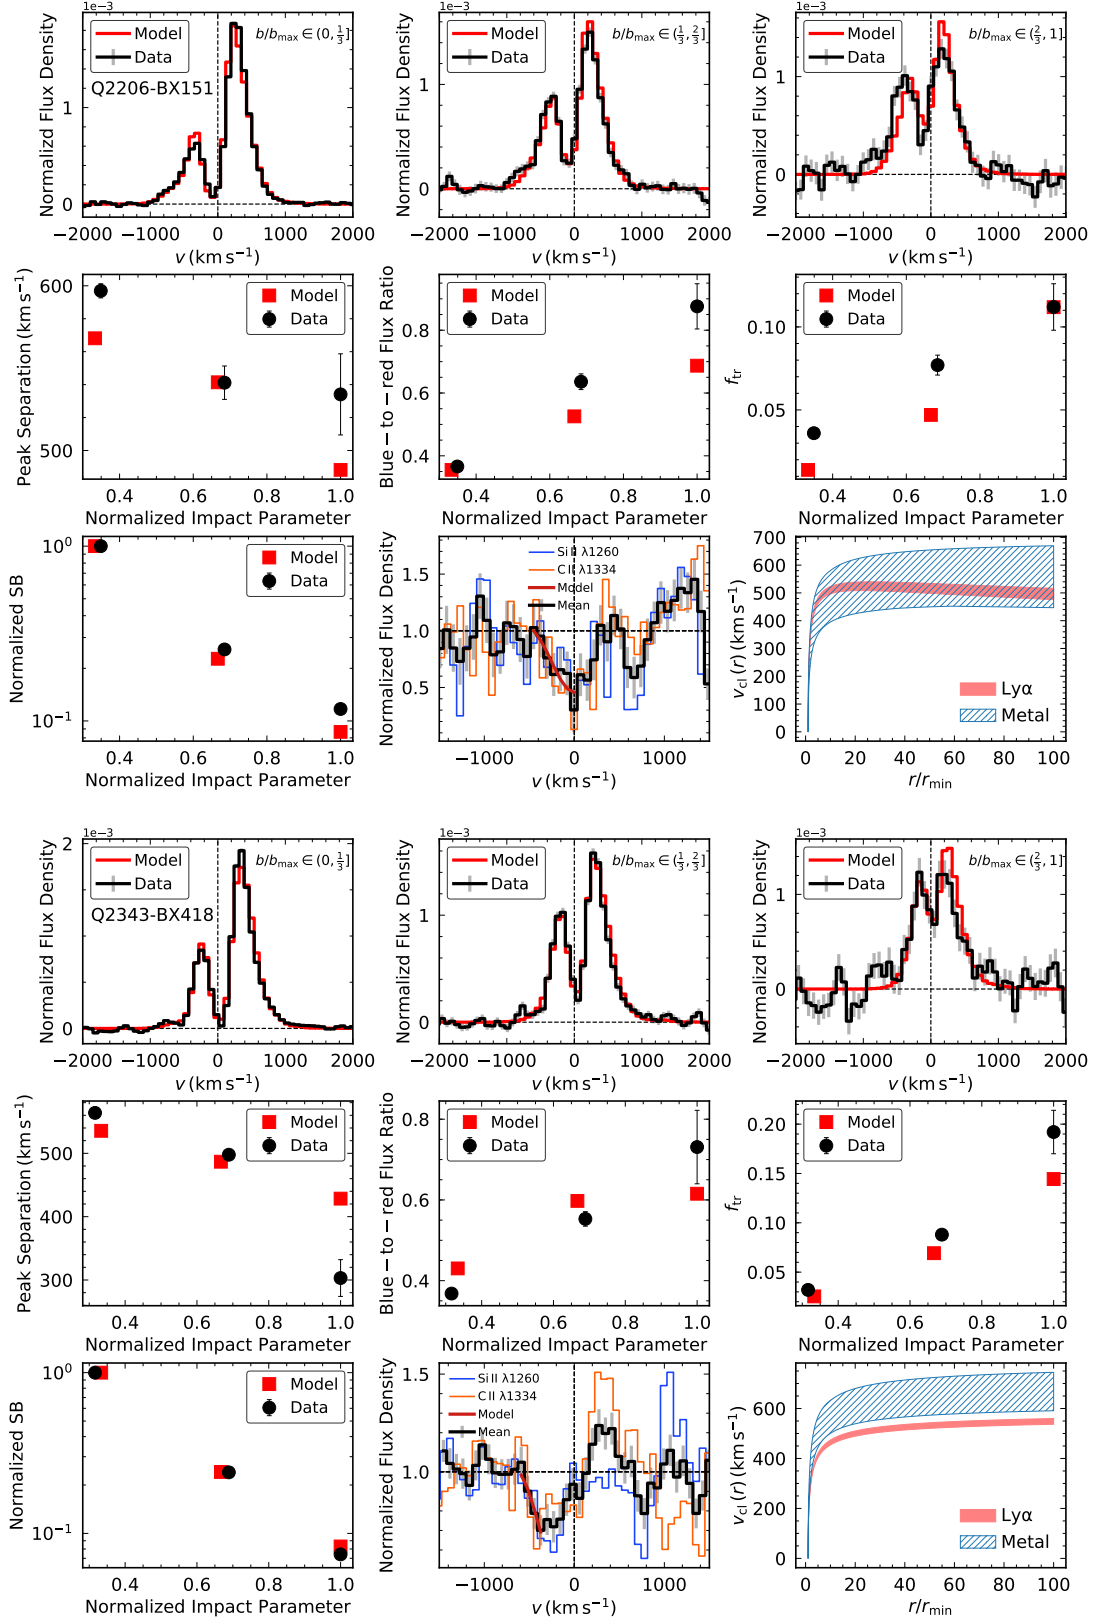 1e−3
Normalizd Flux Density
Model
Data
b/b_max ∈ (0, 1/3]
Q2206-BX151
0
1
−2000 −1000 0 1000 2000
v (km s⁻¹)
1e−3
Normalizd Flux Density
Model
Data
b/b_max ∈ (1/3, 2/3]
0
1
−2000 −1000 0 1000 2000
v (km s⁻¹)
1e−3
Normalizd Flux Density
Model
Data
b/b_max ∈ (2/3, 1]
0
1
−2000 −1000 0 1000 2000
v (km s⁻¹)
Peak Separation (km s⁻¹)
600
500
Model
Data
0.4 0.6 0.8 1.0
Normalized Impact Parameter
Blue−to−red Flux Ratio
0.8
0.6
0.4
Model
Data
0.4 0.6 0.8 1.0
Normalized Impact Parameter
f_tr
0.10
0.05
Model
Data
0.4 0.6 0.8 1.0
Normalized Impact Parameter
Normalized SB
10⁰
10⁻¹
Model
Data
0.4 0.6 0.8 1.0
Normalized Impact Parameter
Normalized Flux Density
1.5
1.0
0.5
Si II λ1260
C II λ1334
Model
Mean
−1000 0 1000
v (km s⁻¹)
v_cl(r) (km s⁻¹)
700
600
500
400
300
200
100
0
Lyα
Metal
0 20 40 60 80 100
r/r_min
1e−3
Normalizd Flux Density
2
1
0
Model
Data
b/b_max ∈ (0, 1/3]
Q2343-BX418
−2000 −1000 0 1000 2000
v (km s⁻¹)
1e−3
Normalizd Flux Density
1
0
Model
Data
b/b_max ∈ (1/3, 2/3]
−2000 −1000 0 1000 2000
v (km s⁻¹)
1e−3
Normalizd Flux Density
1
0
Model
Data
b/b_max ∈ (2/3, 1]
−2000 −1000 0 1000 2000
v (km s⁻¹)
Peak Separation (km s⁻¹)
500
400
300
Model
Data
0.4 0.6 0.8 1.0
Normalized Impact Parameter
Blue−to−red Flux Ratio
0.8
0.6
0.4
Model
Data
0.4 0.6 0.8 1.0
Normalized Impact Parameter
f_tr
0.20
0.15
0.10
0.05
Model
Data
0.4 0.6 0.8 1.0
Normalized Impact Parameter
Normalized SB
10⁰
10⁻¹
Model
Data
0.4 0.6 0.8 1.0
Normalized Impact Parameter
Normalized Flux Density
1.5
1.0
Si II λ1260
C II λ1334
Model
Mean
−1000 0 1000
v (km s⁻¹)
v_cl(r) (km s⁻¹)
600
400
200
0
Lyα
Metal
0 20 40 60 80 100
r/r_min